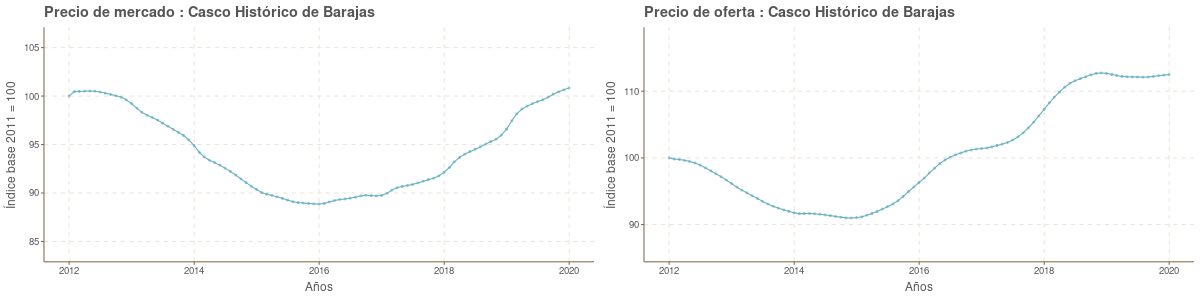 Precio de mercado : Casco Histórico de Barajas
Índice base 2011 = 100
105
100
95
90
85
2012 2014 2016 2018 2020
Años
Precio de oferta : Casco Histórico de Barajas
Índice base 2011 = 100
110
100
90
2012 2014 2016 2018 2020
Años